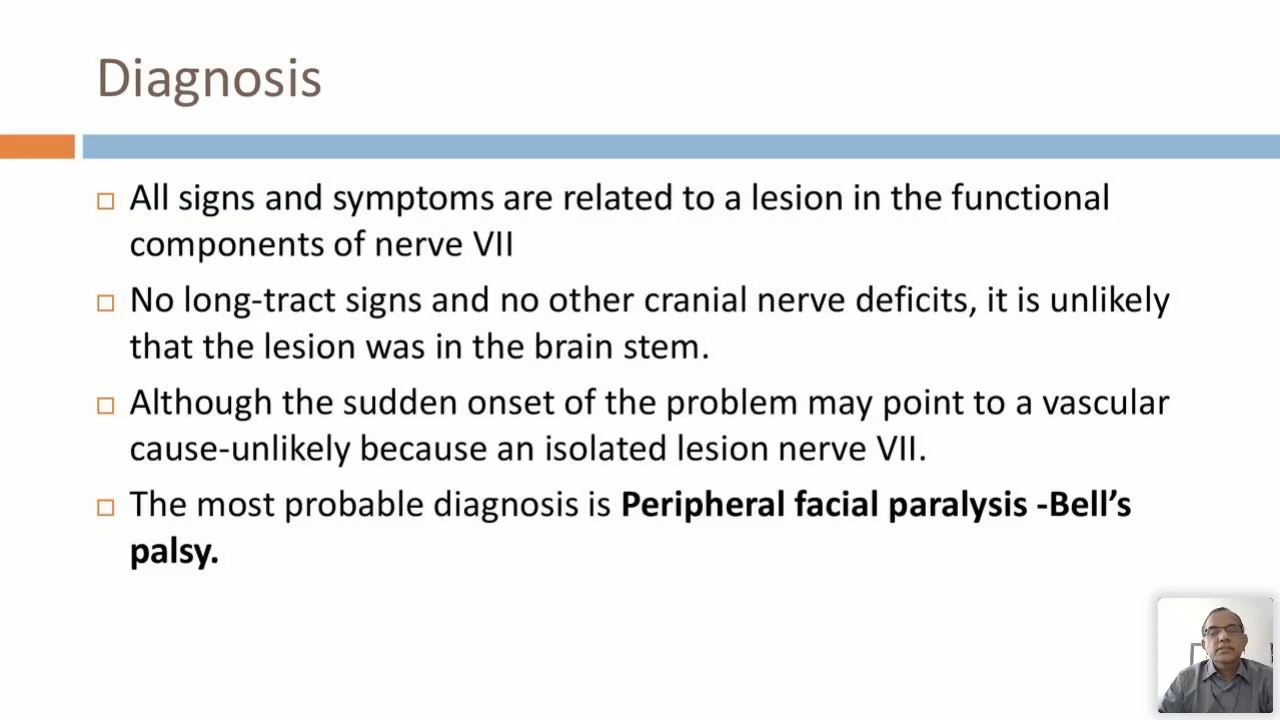 Diagnosis
All signs and symptoms are related to a lesion in the functional
components of nerve VII
No long-tract signs and no other cranial nerve deficits, it is unlikely
that the lesion was in the brain stem.
Although the sudden onset of the problem may point to a vascular
cause-unlikely because an isolated lesion nerve VII.
The most probable diagnosis is Peripheral facial paralysis -Bell’s
palsy.